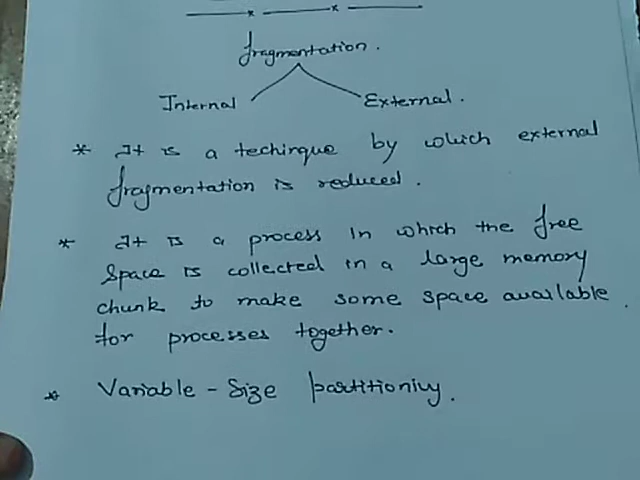 fragmentation.
Internal External.
* It is a techinque by which external
fragmentation is reduced.
* It is a process in which the free
Space is collected in a large memory
chunk to make some space available
for processes together.
* Variable-Size partitioning.